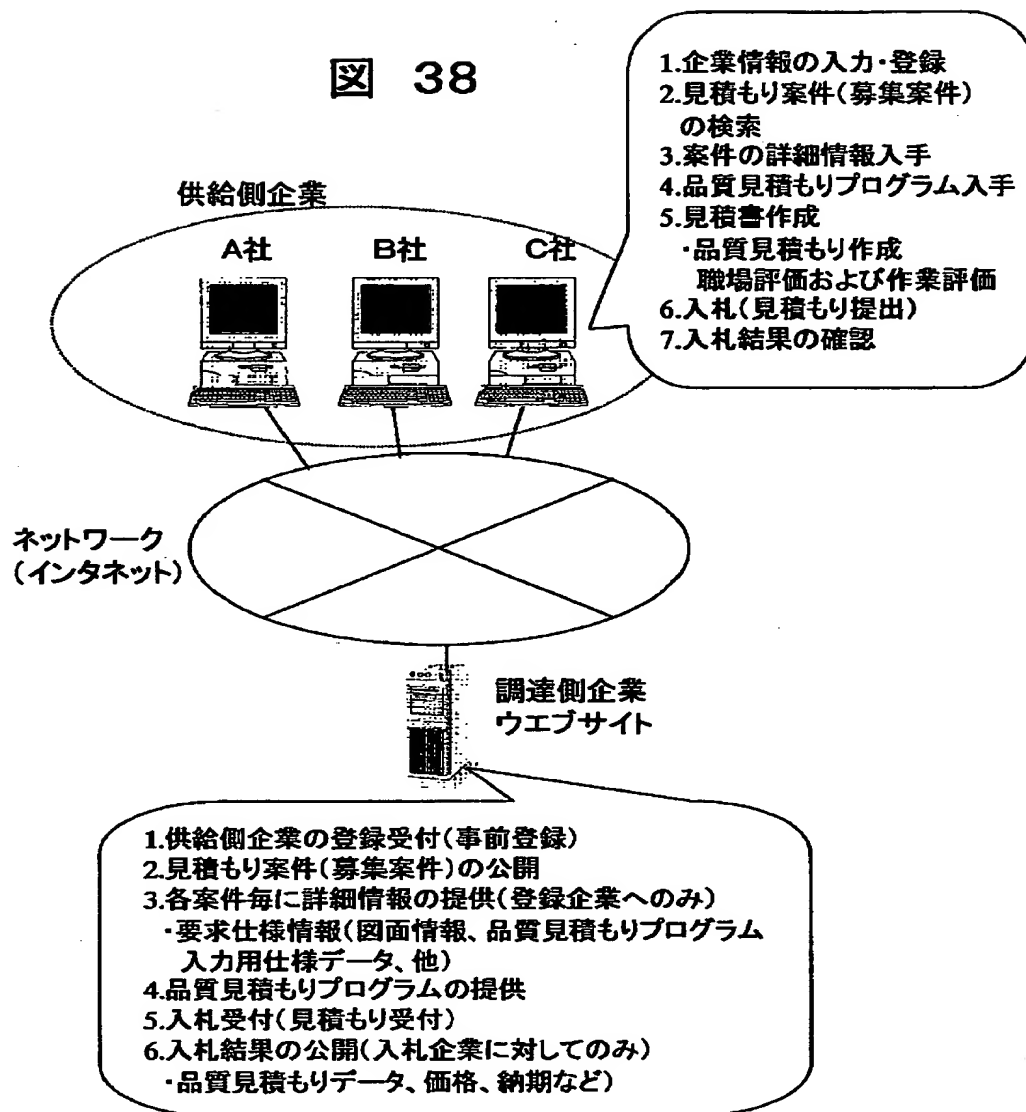 図 38
1.企業情報の入力・登録
2.見積もり案件(募集案件)
の検索
3.案件の詳細情報入手
4.品質見積もりプログラム入手
5.見積書作成
・品質見積もり作成
職場評価および作業評価
6.入札(見積もり提出)
7.入札結果の確認
供給側企業
A社 B社 C社
ネットワーク
(インタネット)
調達側企業
ウエブサイト
1.供給側企業の登録受付(事前登録)
2.見積もり案件(募集案件)の公開
3.各案件毎に詳細情報の提供(登録企業へのみ)
・要求仕様情報(図面情報、品質見積もりプログラム
入力用仕様データ、他)
4.品質見積もりプログラムの提供
5.入札受付(見積もり受付)
6.入札結果の公開(入札企業に対してのみ)
・品質見積もりデータ、価格、納期など)